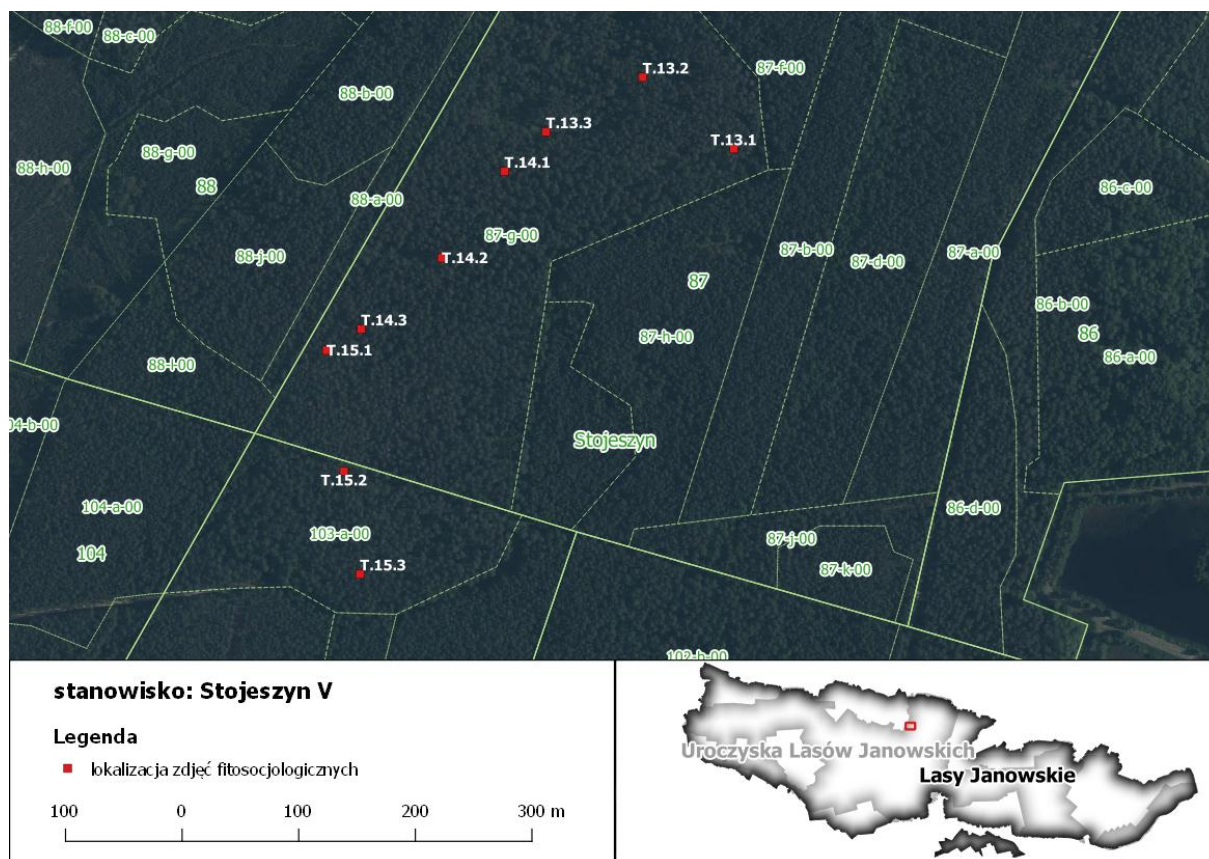 88-f-00
88-c-00
T.13.2
87-f-00
88-b-00
T.13.3
T.13.1
88-g-00
T.14.1
88-h-00
88
86-c-00
88-a-00
87-g-00
87-b-00
87-a-00
88-j-00
T.14.2
87-d-00
87
86-b-00
T.14.3
87-h-00
86
T.15.1
88-l-00
86-a-00
04-b-00
Stojeszyn
T.15.2
104-a-00
86-d-00
103-a-00
87-j-00
104
T.15.3
87-k-00
102-b-00
stanowisko: Stojeszyn V
Legenda
lokalizacja zdjęć fitosocjologicznych
100 0 100 200 300 m
Uroczyska Lasów Janowskich
Lasy Janowskie